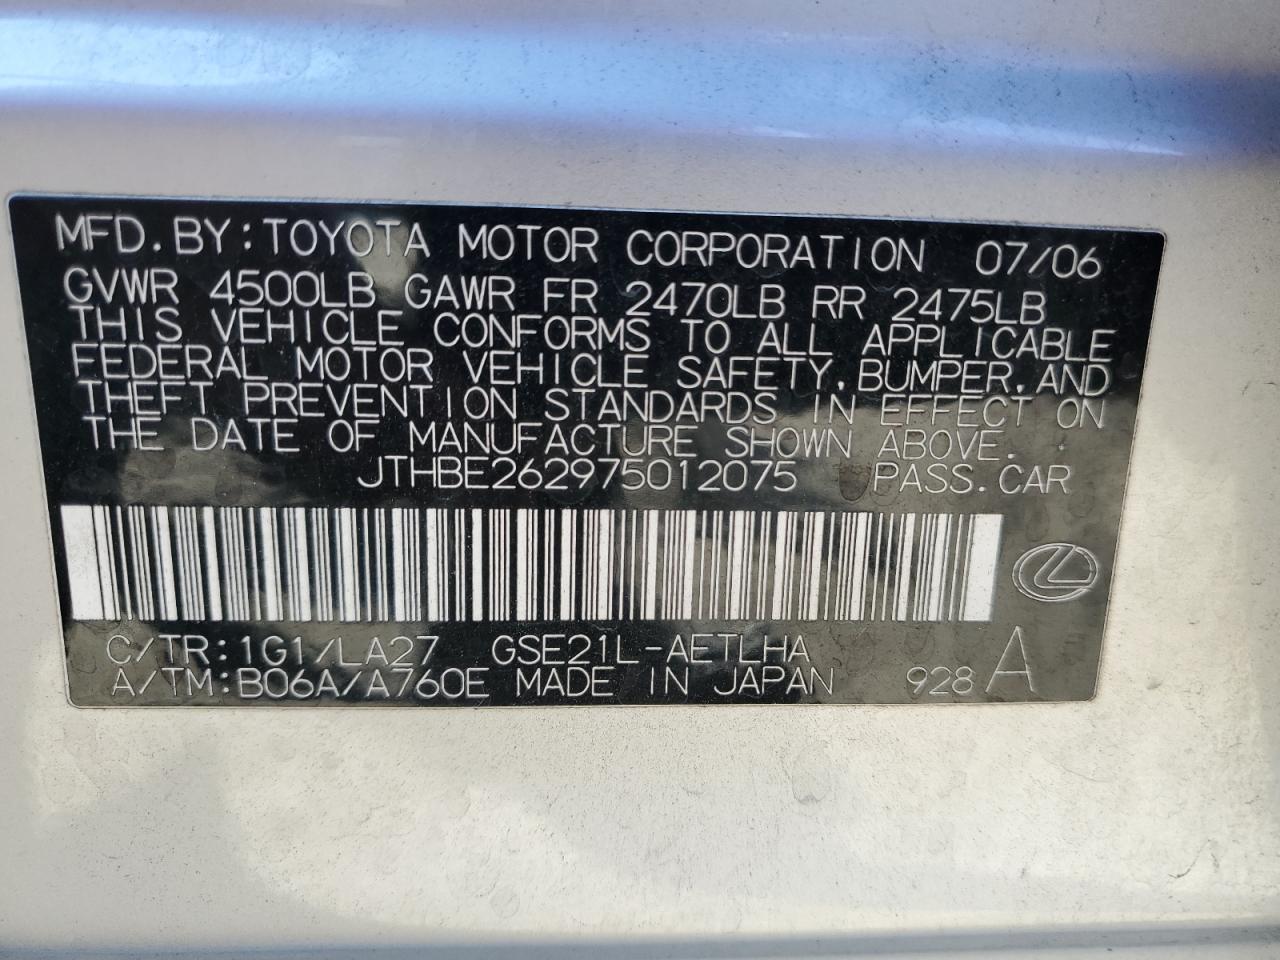 MFD. BY: TOYOTA MOTOR CORPORATION 07/06
GVWR 4500LB GAWR FR 2470LB RR 2475LB
THIS VEHICLE CONFORMS TO ALL APPLICABLE
FEDERAL MOTOR VEHICLE SAFETY, BUMPER, AND
THEFT PREVENTION STANDARDS IN EFFECT ON
THE DATE OF MANUFACTURE SHOWN ABOVE.
JTHBE262975012075 PASS. CAR
C/TR: 1G1/LA27 GSE21L-AETLHA
A/TM: B06A/A760E MADE IN JAPAN 928 A